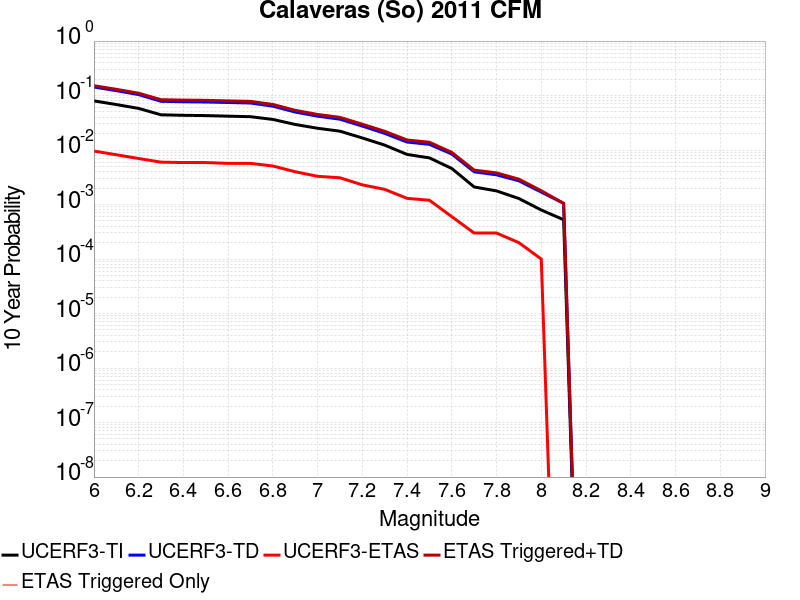 Calaveras (So) 2011 CFM
10^0
10^-1
10^-2
10^-3
10^-4
10^-5
10^-6
10^-7
10^-8
10 Year Probability
6 6.2 6.4 6.6 6.8 7 7.2 7.4 7.6 7.8 8 8.2 8.4 8.6 8.8 9
Magnitude
UCERF3-TI UCERF3-TD UCERF3-ETAS ETAS Triggered+TD
ETAS Triggered Only